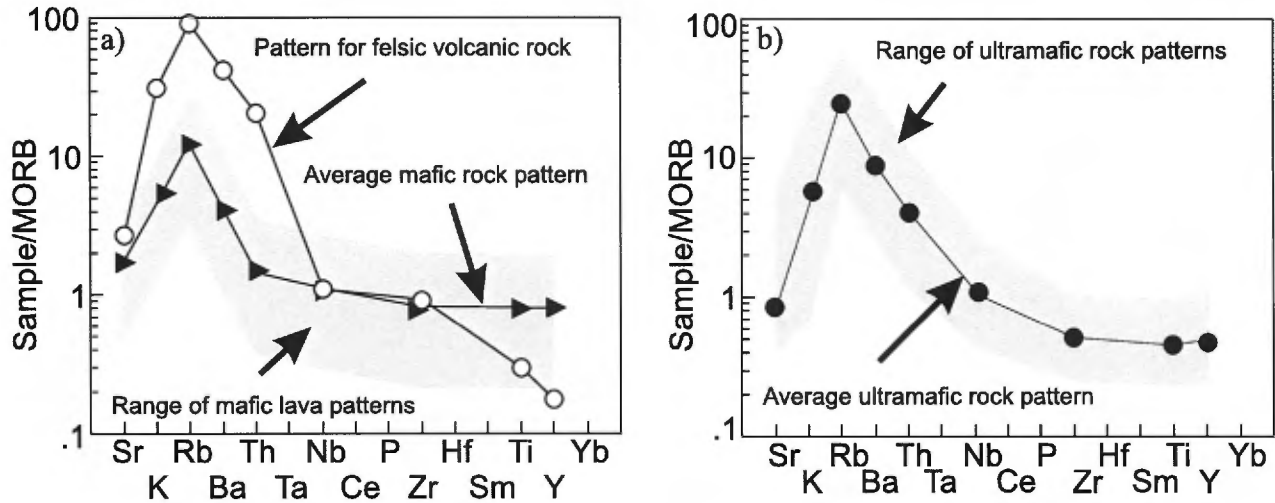 a)
Sample/MORB
100
10
1
.1
Pattern for felsic volcanic rock
Average mafic rock pattern
Range of mafic lava patterns
Sr Rb Th Nb P Hf Ti Yb
K Ba Ta Ce Zr Sm Y
b)
Sample/MORB
100
10
1
.1
Range of ultramafic rock patterns
Average ultramafic rock pattern
Sr Rb Th Nb P Hf Ti Yb
K Ba Ta Ce Zr Sm Y